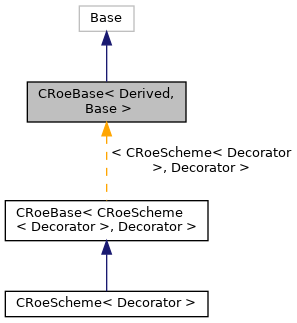 Base
CRoeBase< Derived,
Base >
< CRoeScheme< Decorator
>, Decorator >
CRoeBase< CRoeScheme
< Decorator >, Decorator >
CRoeScheme< Decorator >